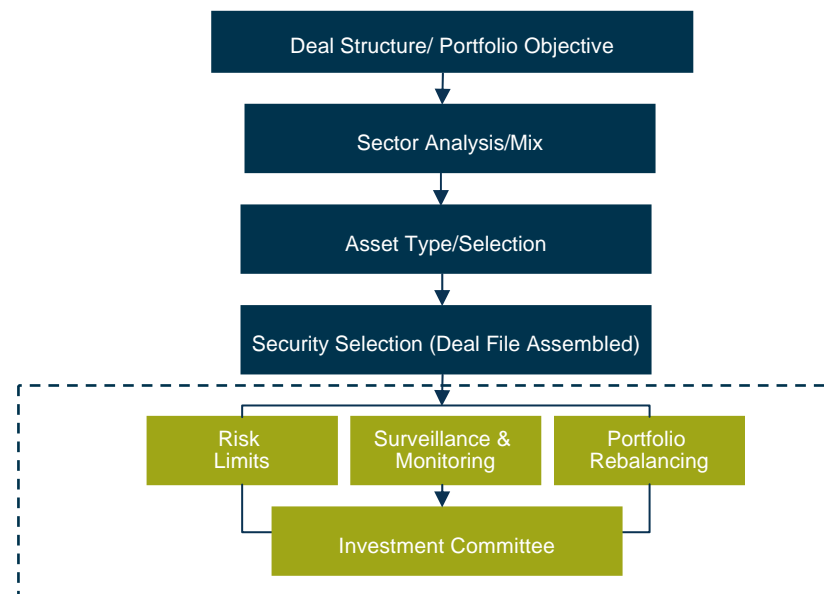 Deal Structure/ Portfolio Objective
Sector Analysis/Mix
Asset Type/Selection
Security Selection (Deal File Assembled)
Risk
Limits
Surveillance &
Monitoring
Portfolio
Rebalancing
Investment Committee